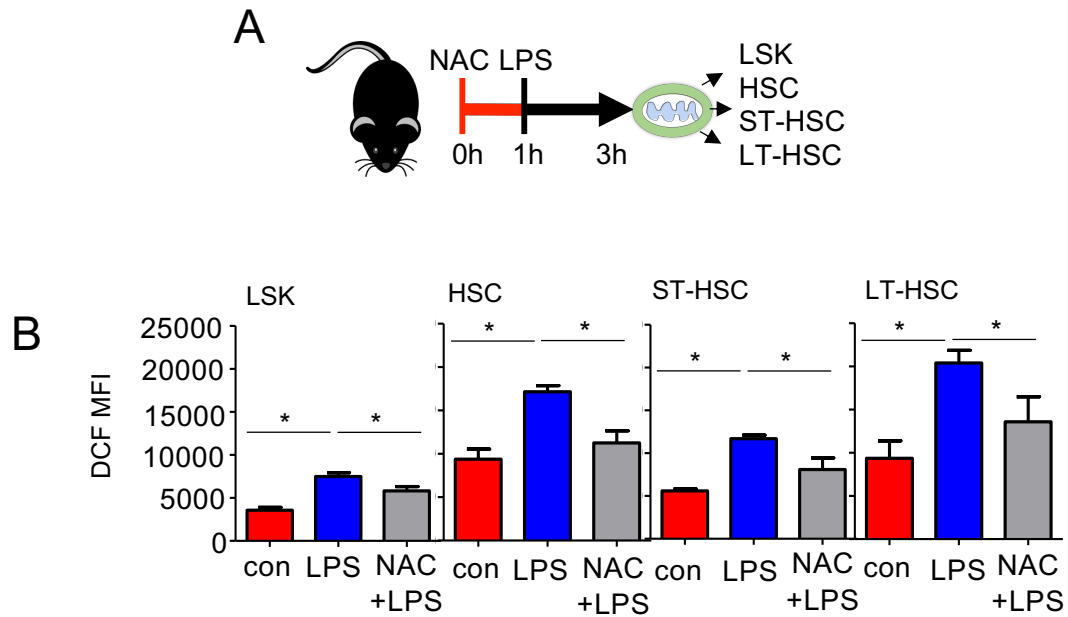 A
NAC LPS
0h 1h 3h
LSK
HSC
ST-HSC
LT-HSC
B
LSK HSC ST-HSC LT-HSC
DCF MFI
25000
20000
15000
10000
5000
0
* * * * * * * *
con LPS NAC con LPS NAC con LPS NAC con LPS NAC
+LPS +LPS +LPS +LPS